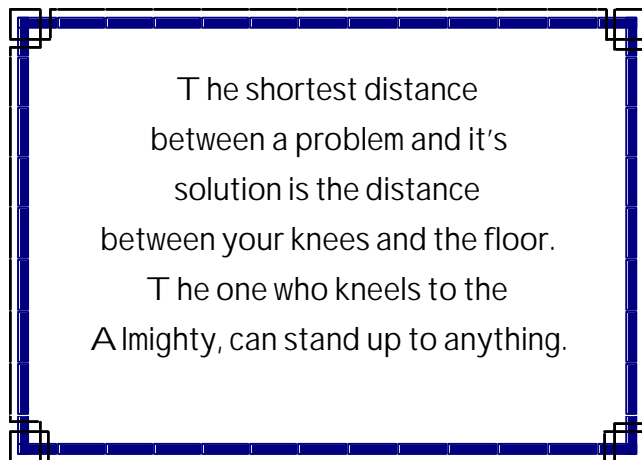 The shortest distance
between a problem and it's
solution is the distance
between your knees and the floor.
The one who kneels to the
Almighty, can stand up to anything.